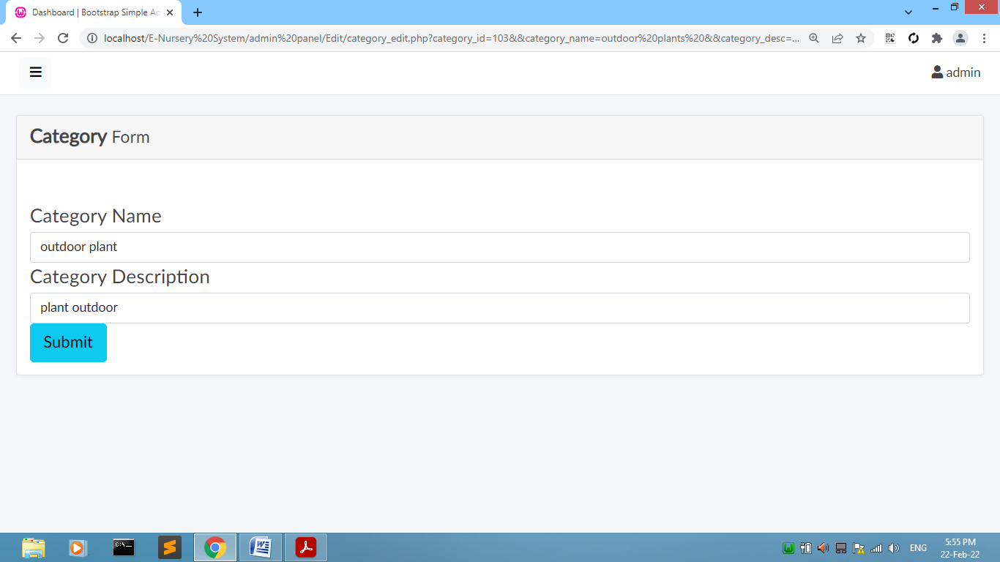 Dashboard | Bootstrap Simple Ad
localhost/E-Nursery%20System/admin%20panel/Edit/category_edit.php?category_id=103&&category_name=outdoor%20plants%20&&category_desc=...
admin
Category Form
Category Name
outdoor plant
Category Description
plant outdoor
Submit
ENG
5:55 PM
22-Feb-22